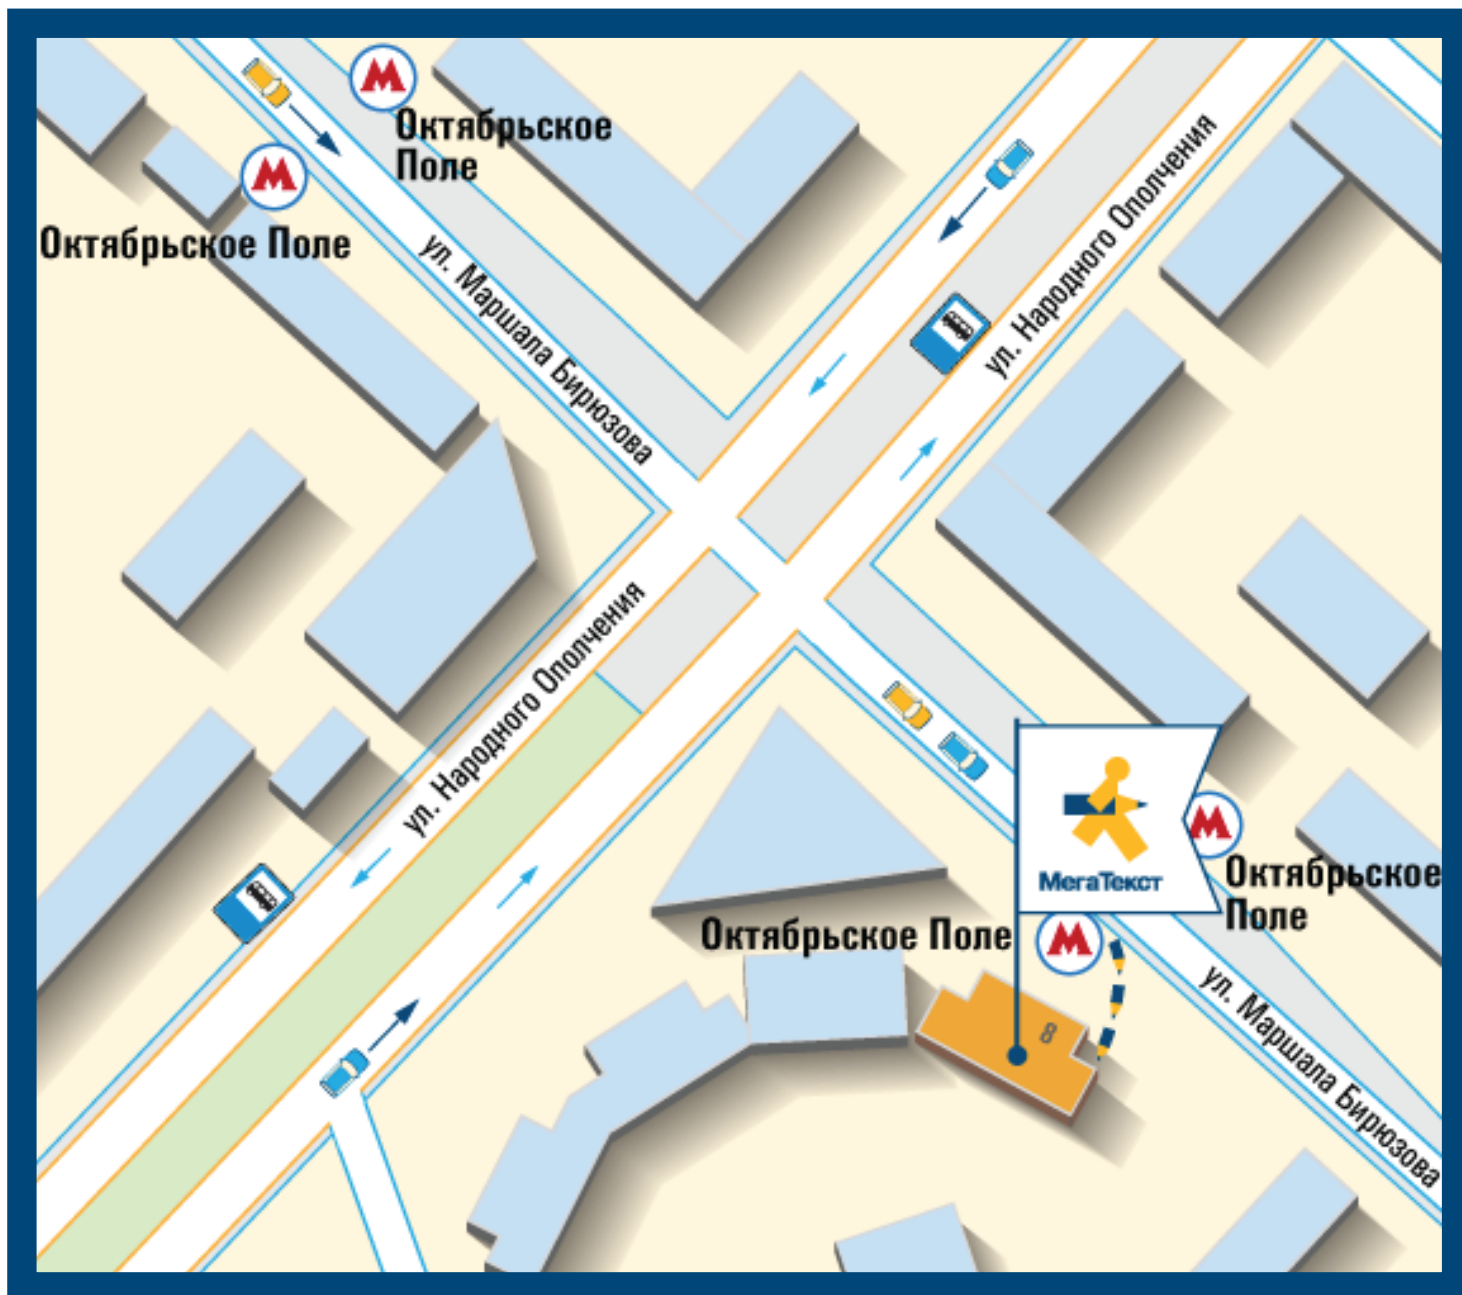 М
Октябрьское
Поле
М
Октябрьское Поле
ул. Маршала Бирюзова
ул. Народного Ополчения
ул. Народного Ополчения
МегаТекст
М
Октябрьское
Поле
Октябрьское Поле
М
8
ул. Маршала Бирюзова